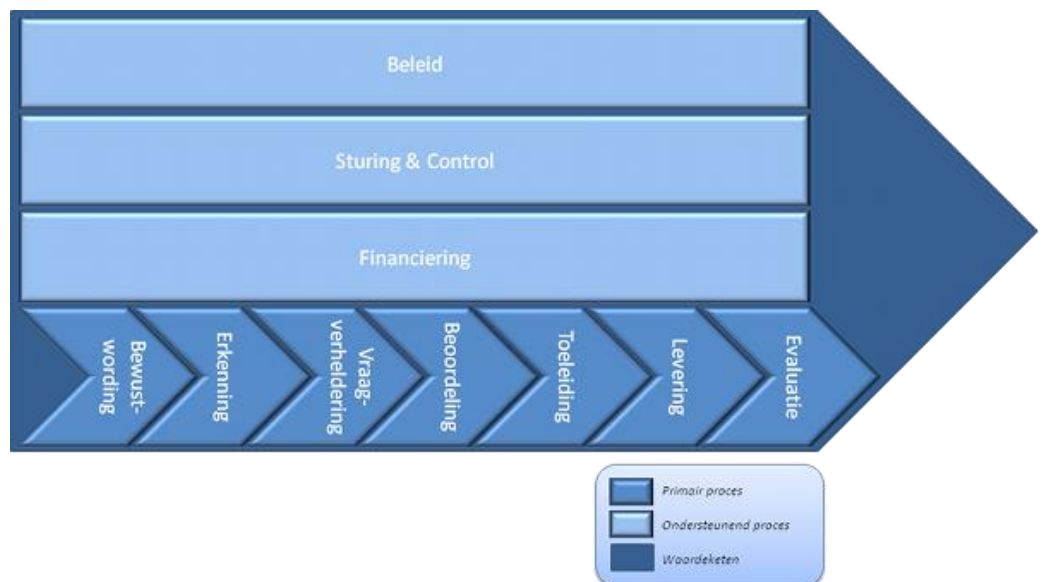 Beleid
Sturing & Control
Financiering
Bewust-
wording
Erkenning
Vraag-
verheldering
Beoordeling
Toeleiding
Levering
Evaluatie
Primair proces
Ondersteunend proces
Waardeketen